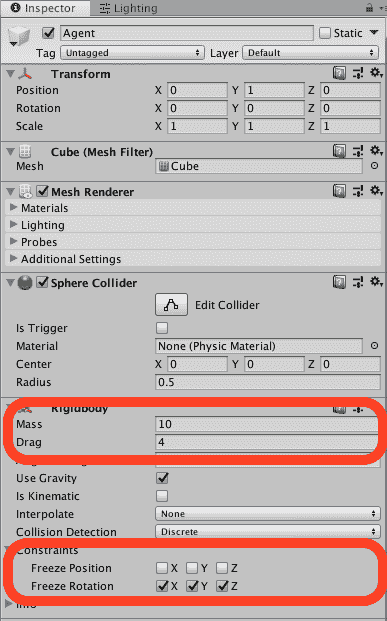 Inspector Lighting
Agent Static
Tag Untagged Layer Default
Transform
Position X 0 Y 1 Z 0
Rotation X 0 Y 0 Z 0
Scale X 1 Y 1 Z 1
Cube (Mesh Filter)
Mesh Cube
Mesh Renderer
Materials
Lighting
Probes
Additional Settings
Sphere Collider
Edit Collider
Is Trigger
Material None (Physic Material)
Center X 0 Y 0 Z 0
Radius 0.5
Rigidbody
Mass 10
Drag 4
Use Gravity
Is Kinematic
Interpolate None
Collision Detection Discrete
Constraints
Freeze Position X Y Z
Freeze Rotation X Y Z
Info